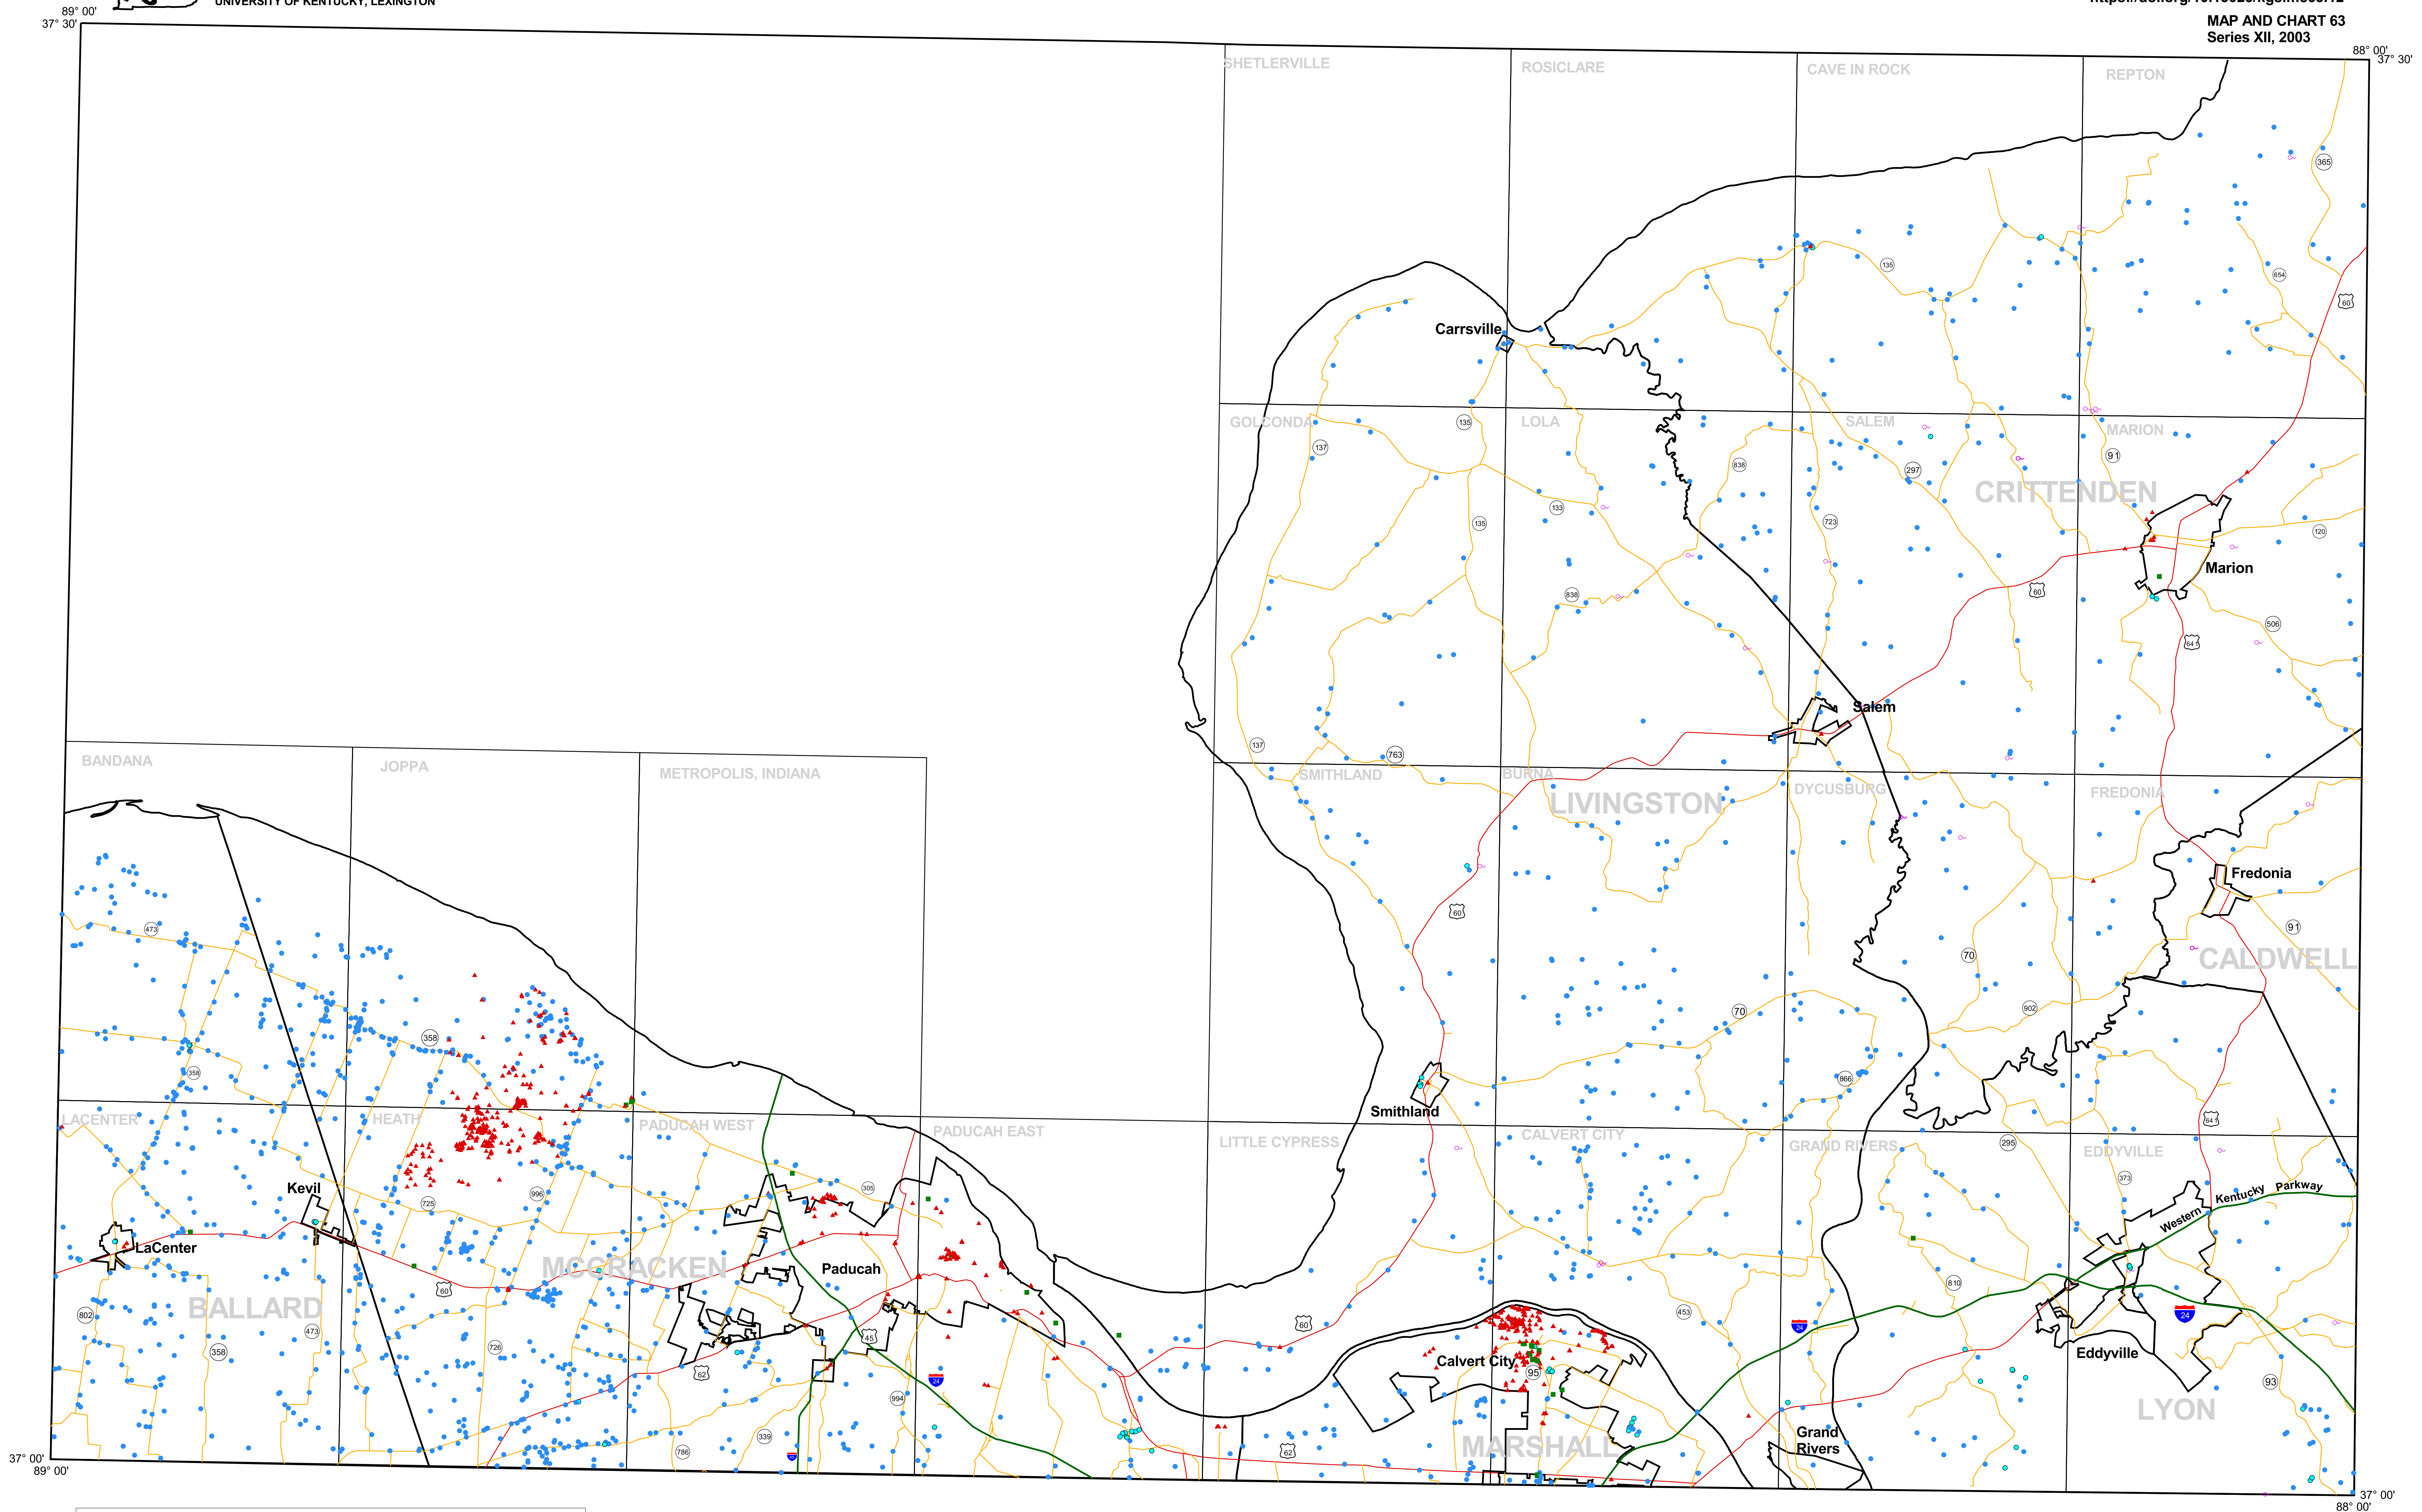 UNIVERSITY OF KENTUCKY, LEXINGTON
MAP AND CHART 63
Series XII, 2003
89° 00'
37° 30'
88° 00'
37° 30'
SHETLERVILLE
ROSICLARE
CAVE IN ROCK
REPTON
365
135
654
60
Carrsville
GOLCONDA
135
LOLA
SALEM
MARION
137
838
297
91
CRITTENDEN
135
133
723
120
Marion
838
60
506
641
Salem
137
763
BANDANA
JOPPA
METROPOLIS, INDIANA
SMITHLAND
BURNA
DYCUSBURG
FREDONIA
LIVINGSTON
Fredonia
60
473
91
70
CALDWELL
358
70
902
358
866
Smithland
LACENTER
HEATH
PADUCAH WEST
PADUCAH EAST
LITTLE CYPRESS
CALVERT CITY
GRAND RIVERS
EDDYVILLE
641
295
373
Kevil
725
996
305
Western Kentucky Parkway
LaCenter
MCCRACKEN
Paducah
60
810
BALLARD
802
473
358
726
45
60
453
24
24
Eddyville
62
24
Calvert City
95
93
994
LYON
339
786
62
MARSHALL
Grand
Rivers
37° 00'
89° 00'
37° 00'
88° 00'